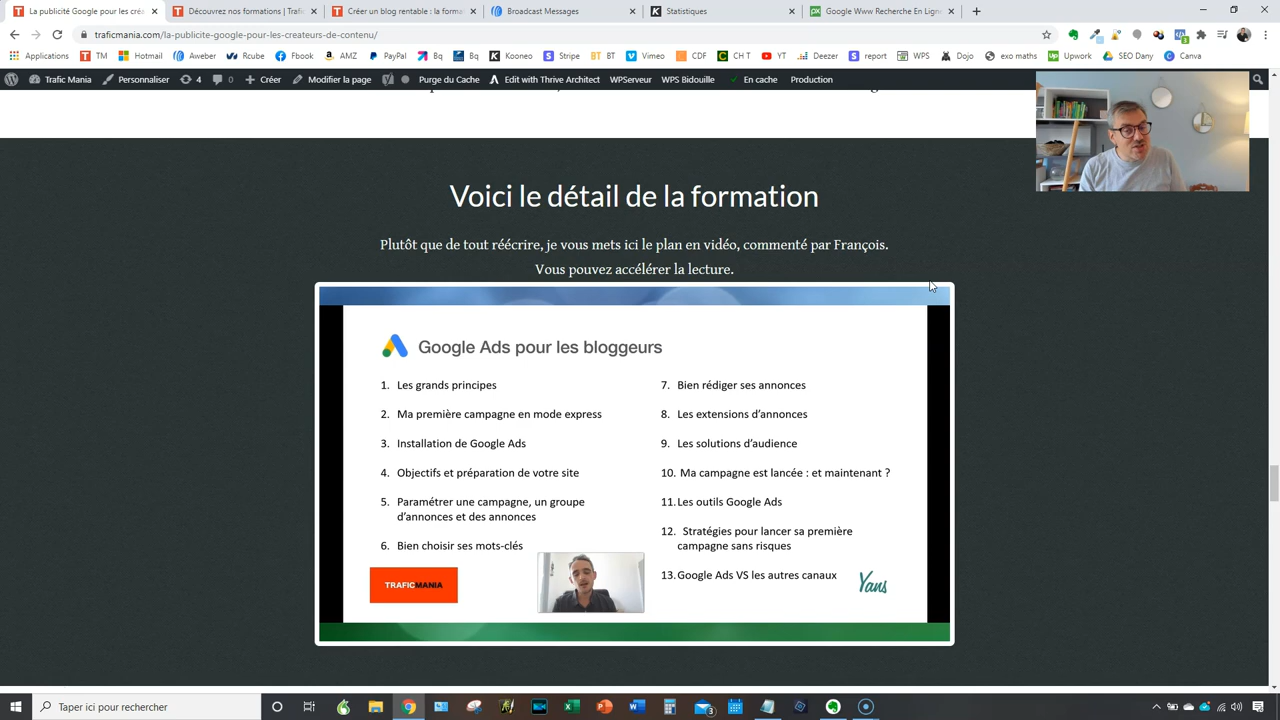 La publicité Google pour les créa
Découvrez nos formations | Trafi
Créer un blog rentable : la forma
Broadcast Messages
Statistiques
Google Www Recherche En Lign
traficmania.com/la-publicite-google-pour-les-createurs-de-contenu/
Applications TM Hotmail Aweber Rcube Ebook AMZ PayPal Bq Bq Kooneo Stripe BT Vimeo CDF CH T YT Deezer report WPS Dojo exo maths Upwork SEO Dany Canva
Trafic Mania Personnaliser 4 0 Créer Modifier la page Purge du Cache Edit with Thrive Architect WPServeur WPS Bidouille En cache Production
Voici le détail de la formation
Plutôt que de tout réécrire, je vous mets ici le plan en vidéo, commenté par François.
Vous pouvez accélérer la lecture.
Google Ads pour les bloggeurs
1. Les grands principes
2. Ma première campagne en mode express
3. Installation de Google Ads
4. Objectifs et préparation de votre site
5. Paramétrer une campagne, un groupe
d'annonces et des annonces
6. Bien choisir ses mots-clés
7. Bien rédiger ses annonces
8. Les extensions d'annonces
9. Les solutions d'audience
10. Ma campagne est lancée : et maintenant ?
11. Les outils Google Ads
12. Stratégies pour lancer sa première
campagne sans risques
13. Google Ads VS les autres canaux
TRAFICMANIA
Yans
Taper ici pour rechercher